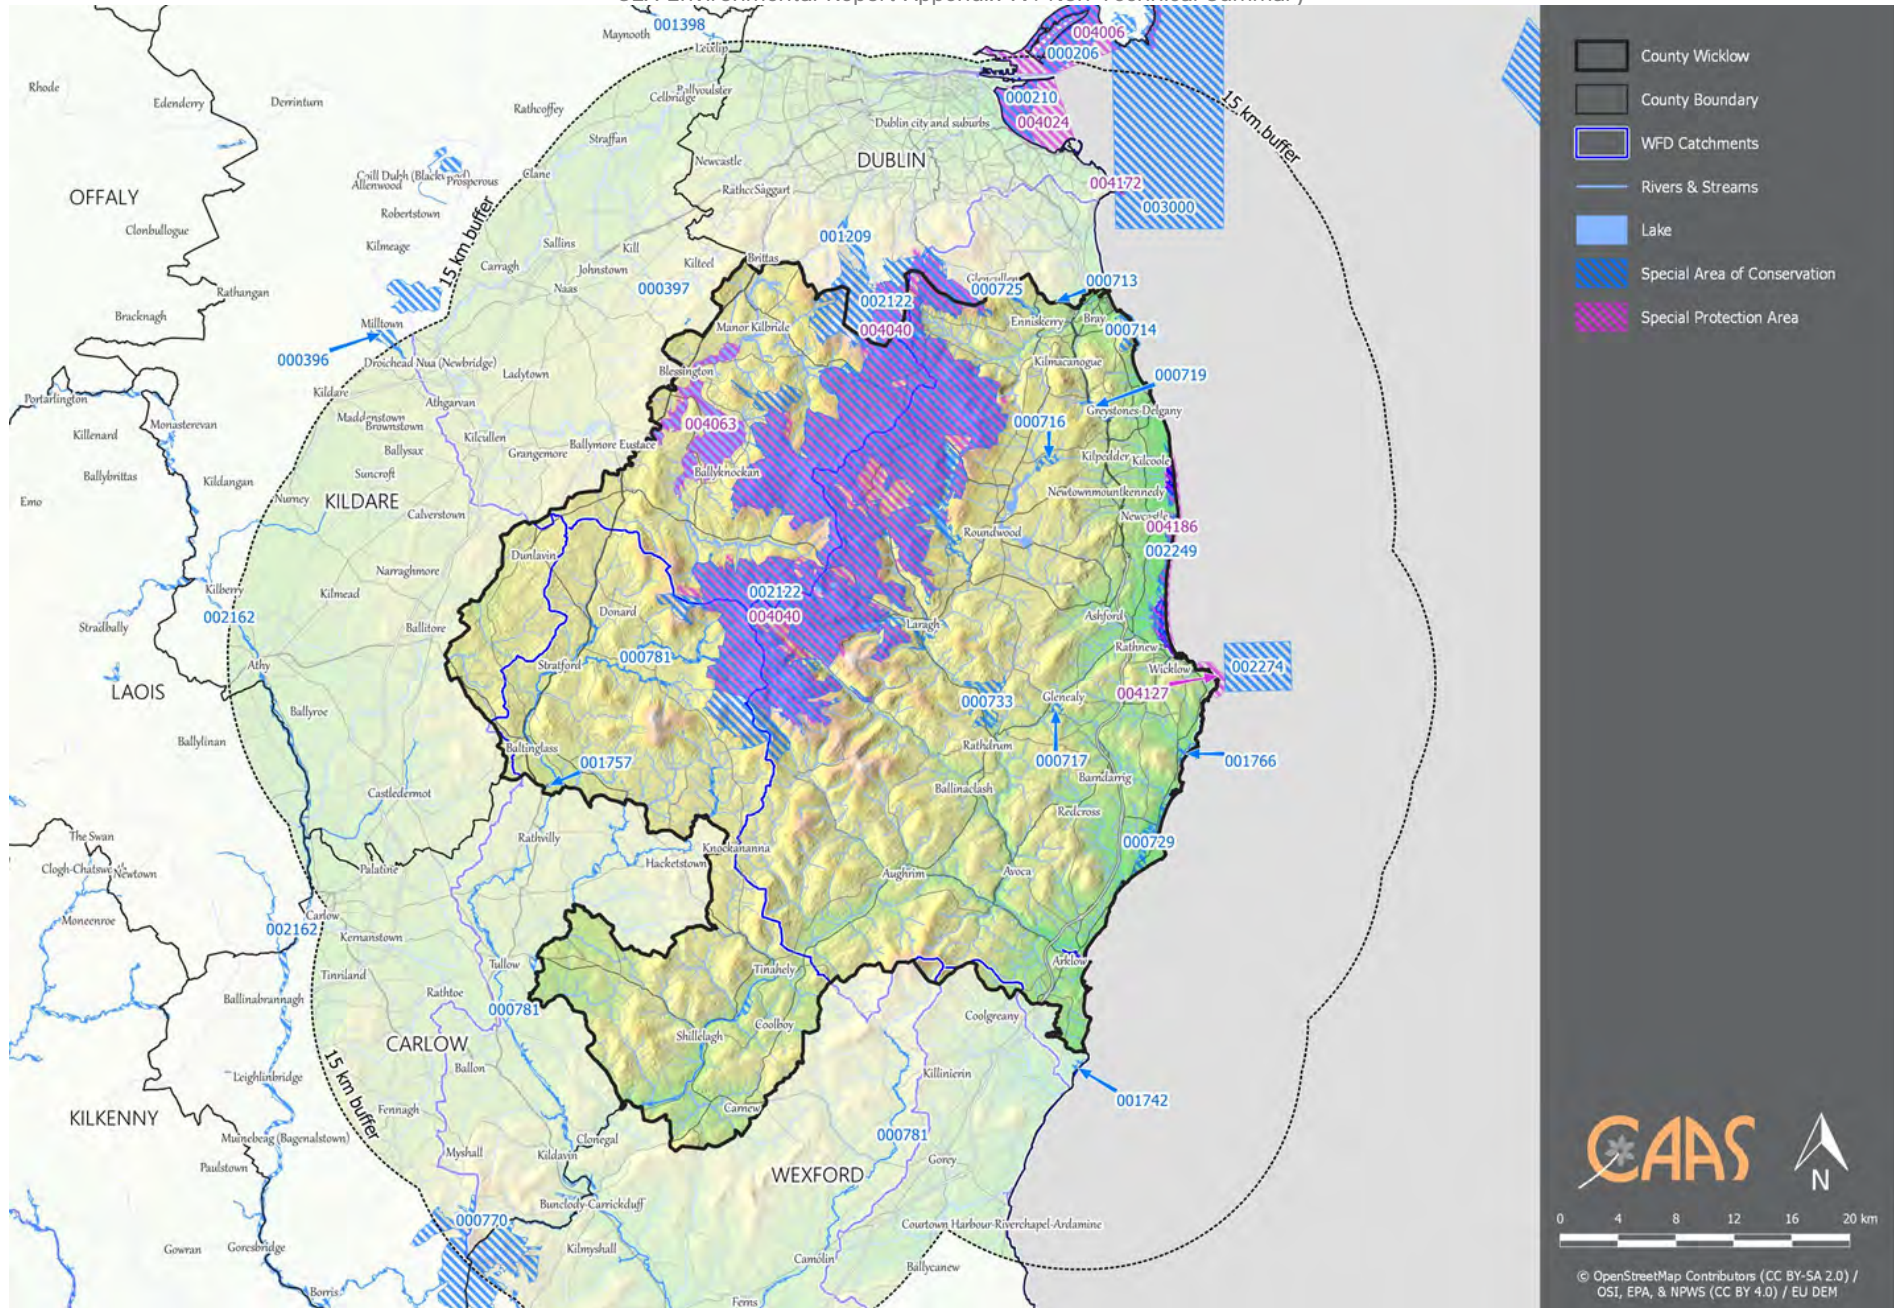 001398
Maynooth
Leixlip
004006
000206
Rhode
Edenderry
Derrinturn
Rathcoffey
Celbridge
000210
004024
15 km buffer
Dublin city and suburbs
Straffan
Newcastle
DUBLIN
Clane
Allenwood
Prosperous
Saggart
004172
003000
OFFALY
Robertstown
Clonbullogue
Kilmeage
15 km buffer
Sallins
Kill
001209
Carragh
Johnstown
Kilteel
Brittas
Naas
000397
Glencullen
000725
000713
Rathangan
Bracknagh
002122
004040
Milltown
Manor Kilbride
Enniskerry
Bray
000714
000396
Droichead Nua (Newbridge)
Ladytown
Blessington
Kilmacanogue
000719
Kildare
Athgarvan
Portarlington
Maddenstown
Brownstown
Monasterevan
Killenard
Kilcullen
Ballymore Eustace
004063
000716
Greystones-Delgany
Ballysax
Grangemore
Kilpedder
Kilcoole
Ballybrittas
Kildangan
Suncroft
Ballyknockan
Emo
Nurney
KILDARE
Calverstown
Newtownmountkennedy
Newcastle
004186
Roundwood
002249
Dunlavin
Narraghmore
Kilberry
Kilmead
002122
004040
002162
Donard
Ashford
Stradbally
Ballitore
Laragh
Rathnew
Athy
Stratford
000781
Wicklow
002274
LAOIS
000733
Glenealy
004127
Ballyroe
Ballylinan
Rathdrum
Baltinglass
001757
000717
001766
Barndarrig
Castledermot
Ballinaclash
Redcross
The Swan
Rathvilly
000729
Knockananna
Hacketstown
Newtown
Palatine
Aughrim
Avoca
Moneenroe
Carlow
002162
Kernanstown
Tullow
Tinahely
Arklow
Tinriland
Rathtoe
Ballinabrannagh
000781
Coolgreany
Coolboy
Shillelagh
CARLOW
Ballon
15 km buffer
Leighlinbridge
Killinierin
001742
Carnew
Fennagh
KILKENNY
Muinebeag (Bagenalstown)
Clonegal
000781
Myshall
Kildavin
Gorey
Paulstown
WEXFORD
Bunclody-Carrickduff
000770
Courtown Harbour-Riverchapel-Ardamine
Gowran
Goresbridge
Kilmyshall
Camolin
Ballycanew
Borris
Ferns
County Wicklow
County Boundary
WFD Catchments
Rivers & Streams
Lake
Special Area of Conservation
Special Protection Area
CAAS
N
0 4 8 12 16 20 km
© OpenStreetMap Contributors (CC BY-SA 2.0) /
OSI, EPA, & NPWS (CC BY 4.0) / EU DEM